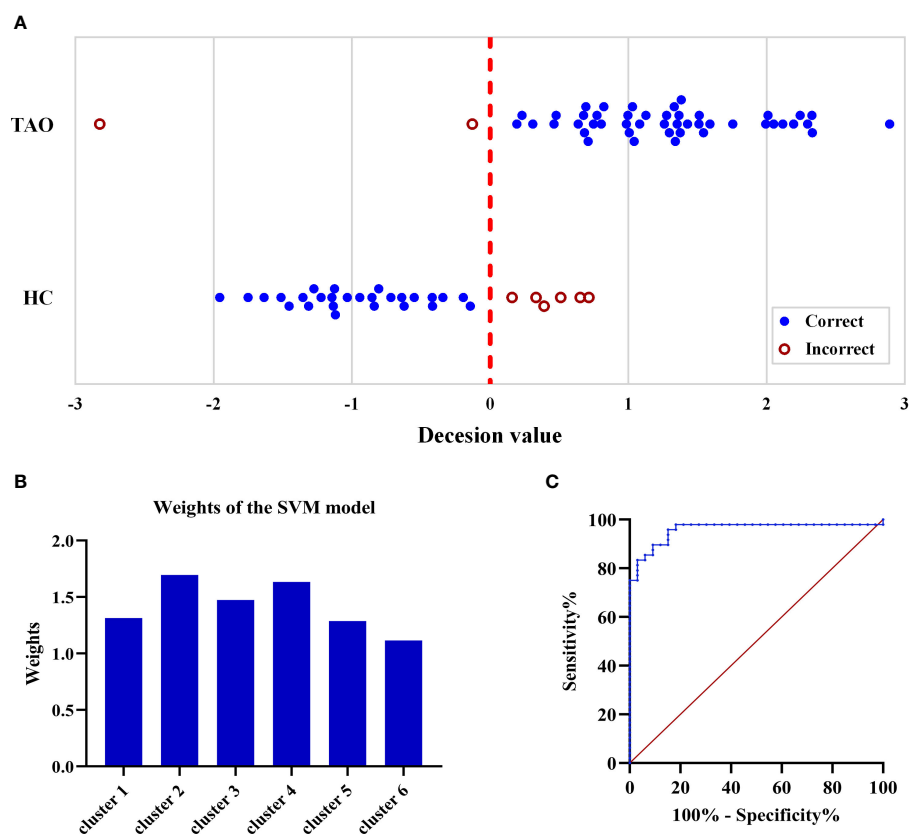 A
TAO
HC
Correct
Incorrect
-3 -2 -1 0 1 2 3
Decesion value
B
Weights of the SVM model
2.0
1.5
1.0
0.5
0.0
Weights
cluster 1
cluster 2
cluster 3
cluster 4
cluster 5
cluster 6
C
100
80
60
40
20
0
Sensitivity%
0 20 40 60 80 100
100% - Specificity%